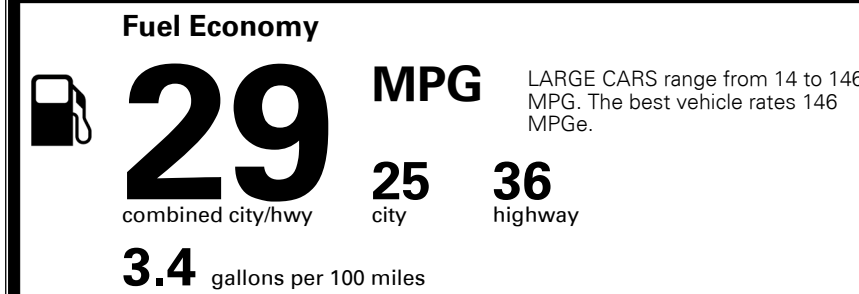 Fuel Economy
29 MPG
LARGE CARS range from 14 to 146
MPG. The best vehicle rates 146
MPGe.
combined city/hwy
25
city
36
highway
3.4 gallons per 100 miles